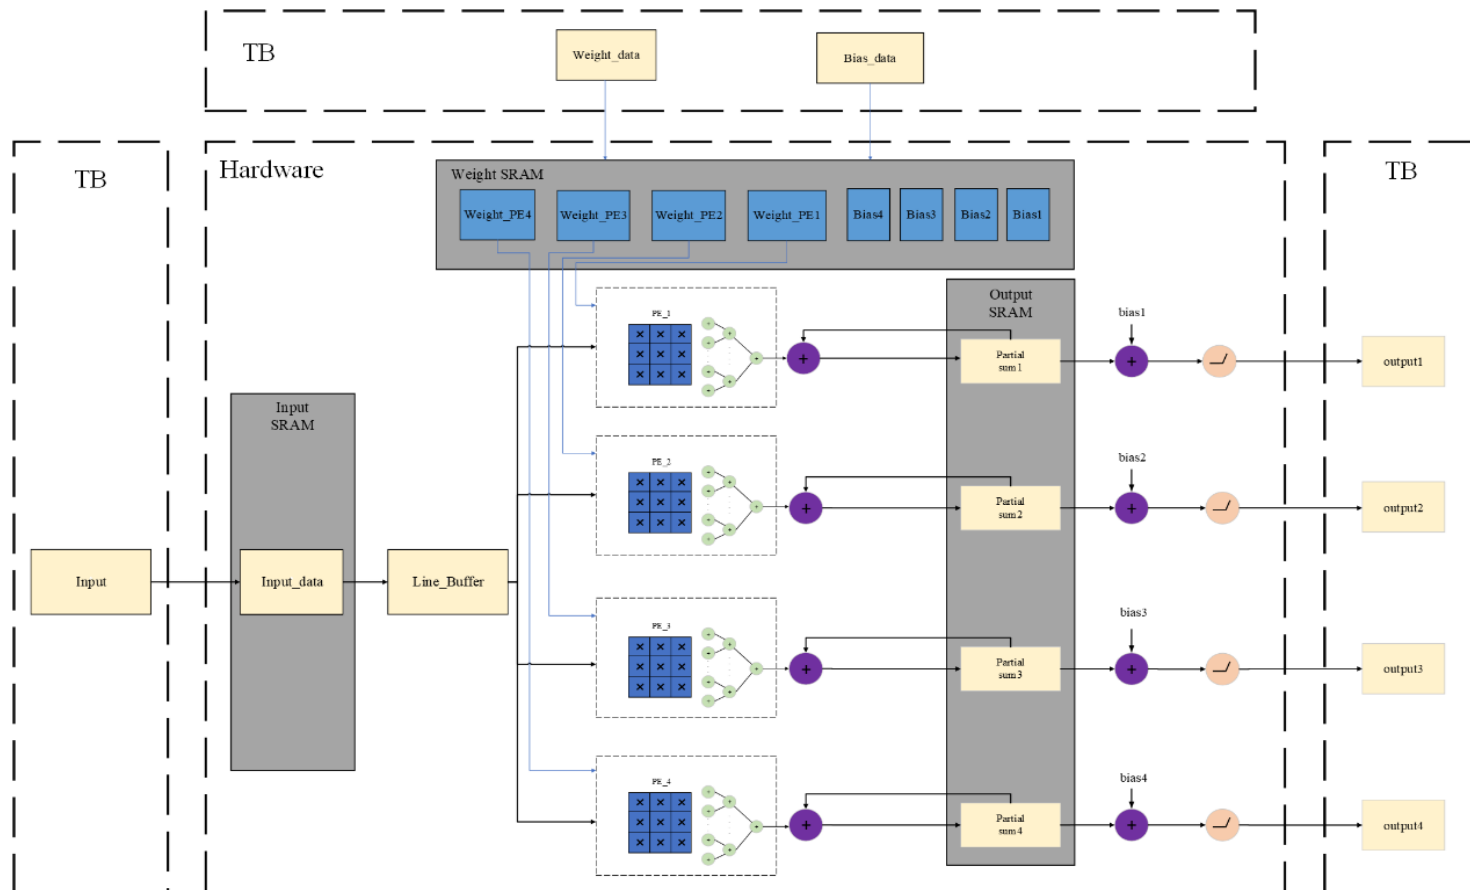 TB
Weight_data
Bias_data
TB
Hardware
TB
Weight SRAM
Weight_PE4
Weight_PE3
Weight_PE2
Weight_PE1
Bias4
Bias3
Bias2
Bias1
Output
SRAM
PE_1
+
Partial
sum1
bias1
+
output1
Input
SRAM
PE_2
+
Partial
sum2
bias2
+
output2
Input
Input_data
Line_Buffer
PE_3
+
Partial
sum3
bias3
+
output3
PE_4
+
Partial
sum4
bias4
+
output4